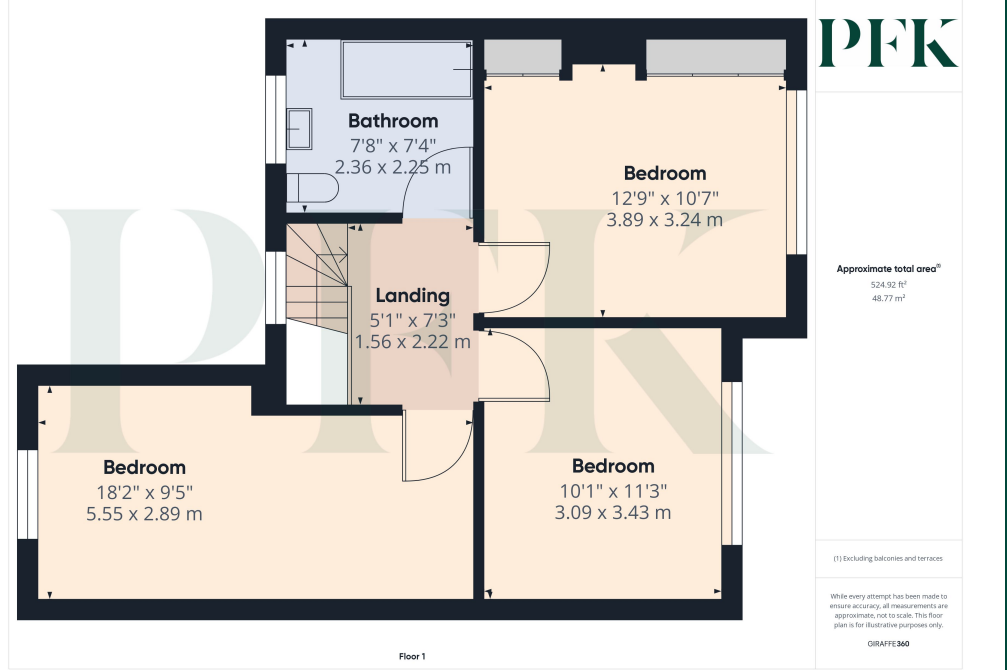 PFK
Bathroom
7'8" x 7'4"
2.36 x 2.25 m
Bedroom
12'9" x 10'7"
3.89 x 3.24 m
PFK
Landing
5'1" x 7'3"
1.56 x 2.22 m
Bedroom
18'2" x 9'5"
5.55 x 2.89 m
Bedroom
10'1" x 11'3"
3.09 x 3.43 m
Floor 1
Approximate total area⁽¹⁾
524.92 ft²
48.77 m²
(1) Excluding balconies and terraces
While every attempt has been made to
ensure accuracy, all measurements are
approximate, not to scale. This floor
plan is for illustrative purposes only.
GIRAFFE360